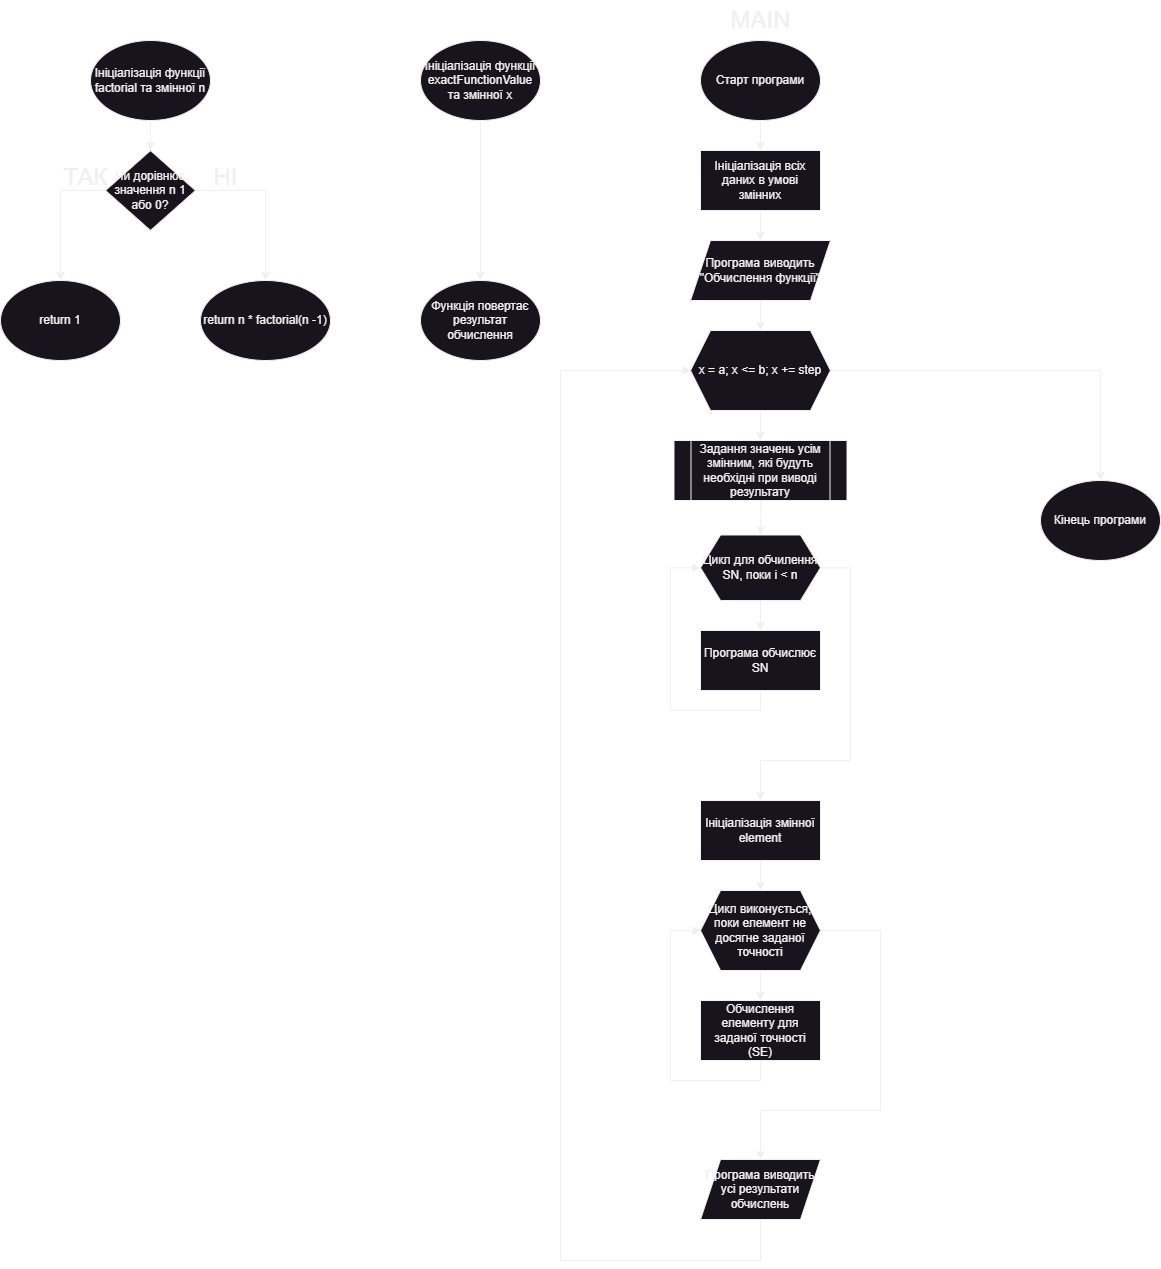 MAIN
Ініціалізація функції
factorial та змінної n
ТАК
НІ
Чи дорівнює
значення n 1
або 0?
return 1
return n * factorial(n -1)
Ініціалізація функції
exactFunctionValue
та змінної x
Функція повертає
результат
обчислення
Старт програми
Ініціалізація всіх
даних в умові
змінних
Програма виводить
"Обчислення функції"
x = a; x <= b; x += step
Задання значень усім
змінним, які будуть
необхідні при виводі
результату
Цикл для обчилення
SN, поки i < n
Програма обчислює
SN
Ініціалізація змінної
element
Цикл виконується,
поки елемент не
досягне заданої
точності
Обчислення
елементу для
заданої точності
(SE)
Програма виводить
усі результати
обчислень
Кінець програми